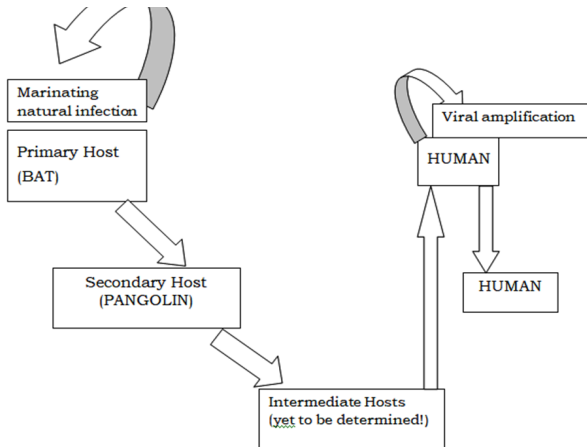 Marinating
natural infection
Primary Host
(BAT)
Secondary Host
(PANGOLIN)
Intermediate Hosts
(yet to be determined!)
Viral amplification
HUMAN
HUMAN